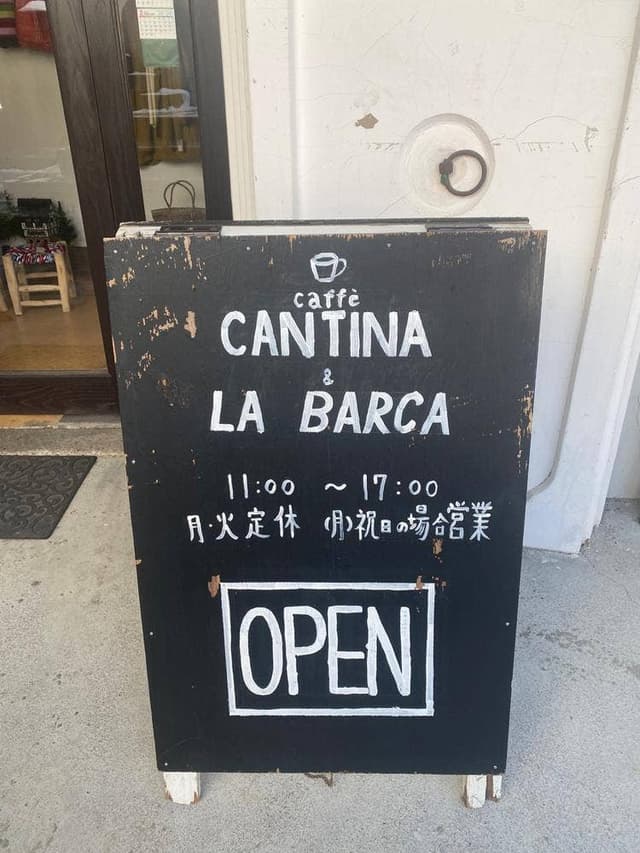 caffè
CANTINA
&
LA BARCA
11:00 ～ 17:00
月・火定休 (月)祝日の場合営業
OPEN